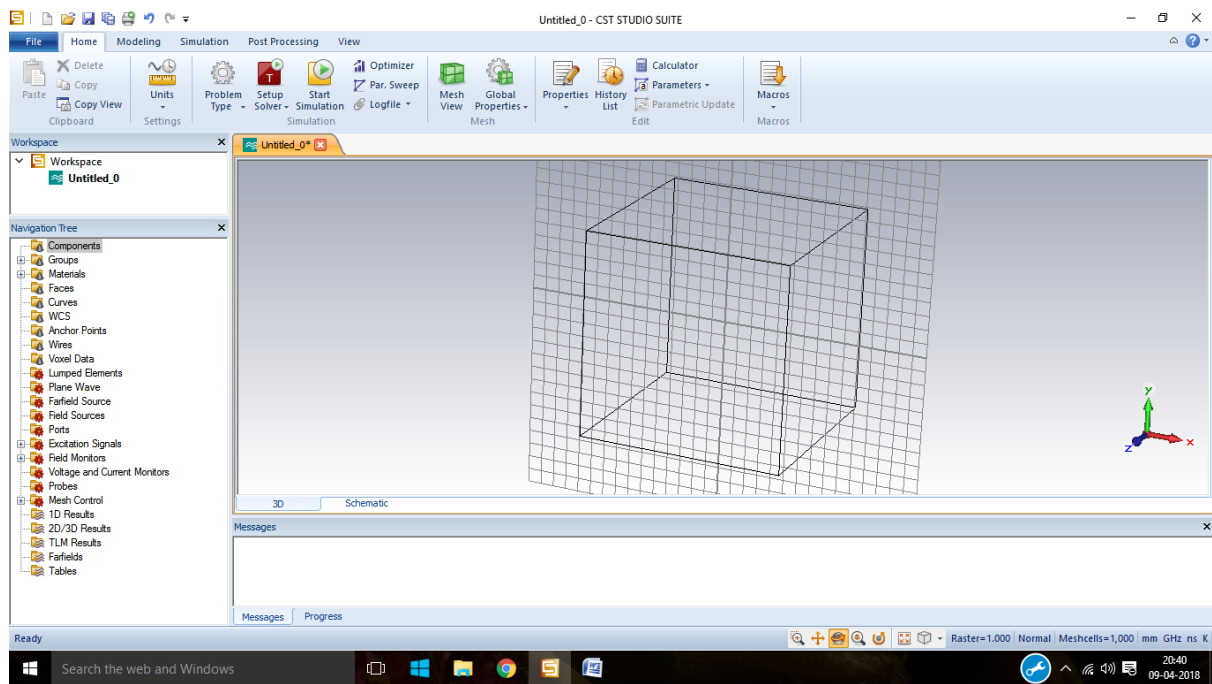 Untitled_0 - CST STUDIO SUITE
File Home Modeling Simulation Post Processing View
Paste
Delete
Copy
Copy View
Clipboard
Units
Settings
Problem Type
Setup Solver
Start Simulation
Optimizer
Par. Sweep
Logfile
Simulation
Mesh View
Global Properties
Mesh
Properties
History List
Calculator
Parameters
Parametric Update
Edit
Macros
Macros
Workspace
Workspace
Untitled_0
Untitled_0*
Navigation Tree
Components
Groups
Materials
Faces
Curves
WCS
Anchor Points
Wires
Voxel Data
Lumped Elements
Plane Wave
Farfield Source
Field Sources
Ports
Excitation Signals
Field Monitors
Voltage and Current Monitors
Probes
Mesh Control
1D Results
2D/3D Results
TLM Results
Farfields
Tables
y
x
z
3D Schematic
Messages
Messages Progress
Ready
Raster=1.000 Normal Meshcells=1,000 mm GHz ns K
Search the web and Windows
20:40
09-04-2018